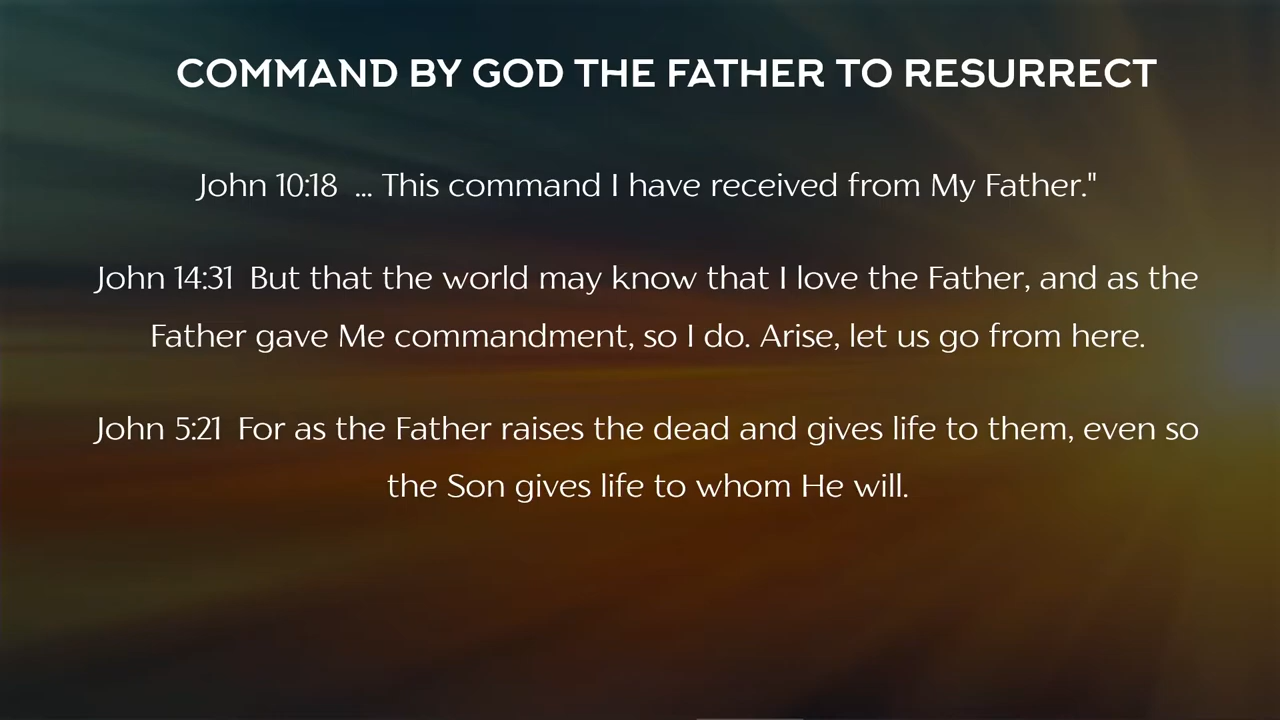 COMMAND BY GOD THE FATHER TO RESURRECT
John 10:18 ... This command I have received from My Father."
John 14:31 But that the world may know that I love the Father, and as the
Father gave Me commandment, so I do. Arise, let us go from here.
John 5:21 For as the Father raises the dead and gives life to them, even so
the Son gives life to whom He will.